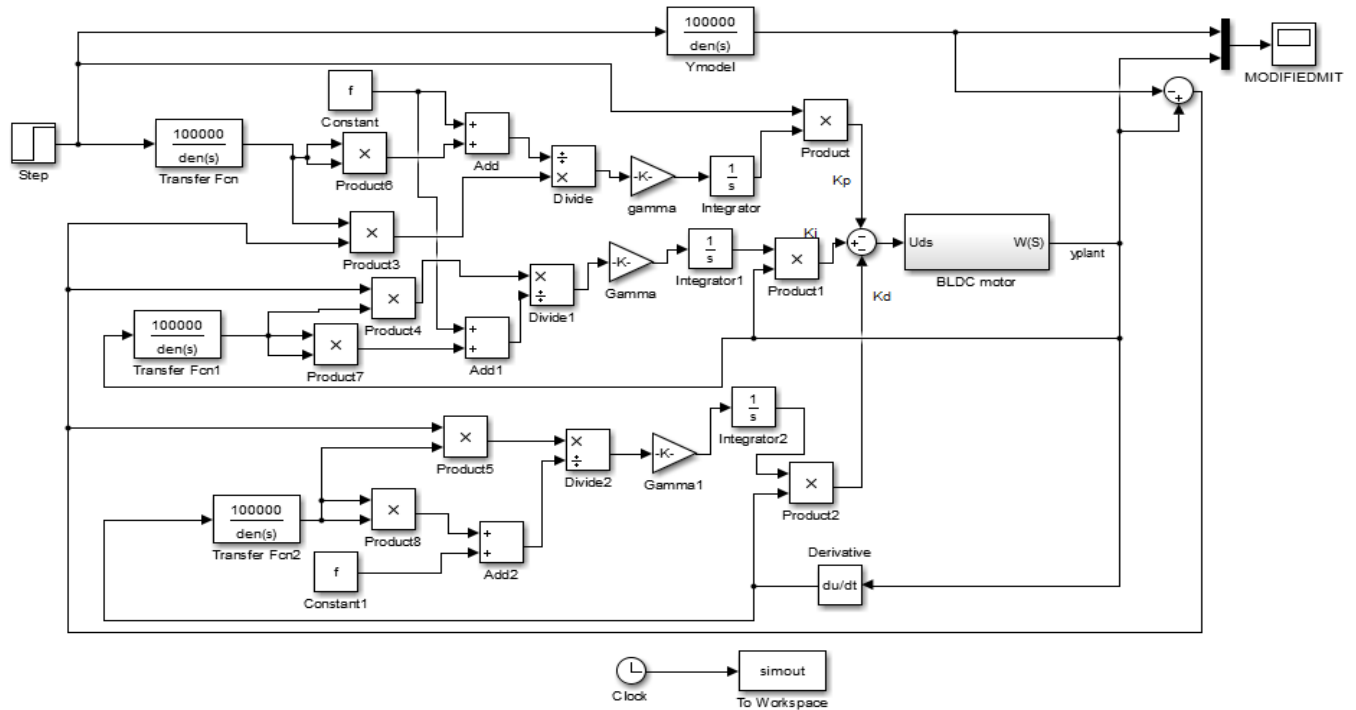 100000
den(s)
Ymodel
MODIFIEDMIT
f
Constant
Step
100000
den(s)
Transfer Fcn
×
Product6
+
+
Add
÷
×
Divide
-K-
gamma
1
s
Integrator
×
Product
-
+
Kp
×
Product3
Ki
-K-
Gamma
1
s
Integrator1
×
Product1
+
-
-
Uds
W(S)
BLDC motor
yplant
Kd
×
Product4
×
÷
Divide1
100000
den(s)
Transfer Fcn1
×
Product7
+
+
Add1
1
s
Integrator2
×
Product5
×
÷
Divide2
-K-
Gamma1
×
Product2
100000
den(s)
Transfer Fcn2
×
Product8
+
+
Add2
f
Constant1
Derivative
du/dt
Clock
simout
To Workspace